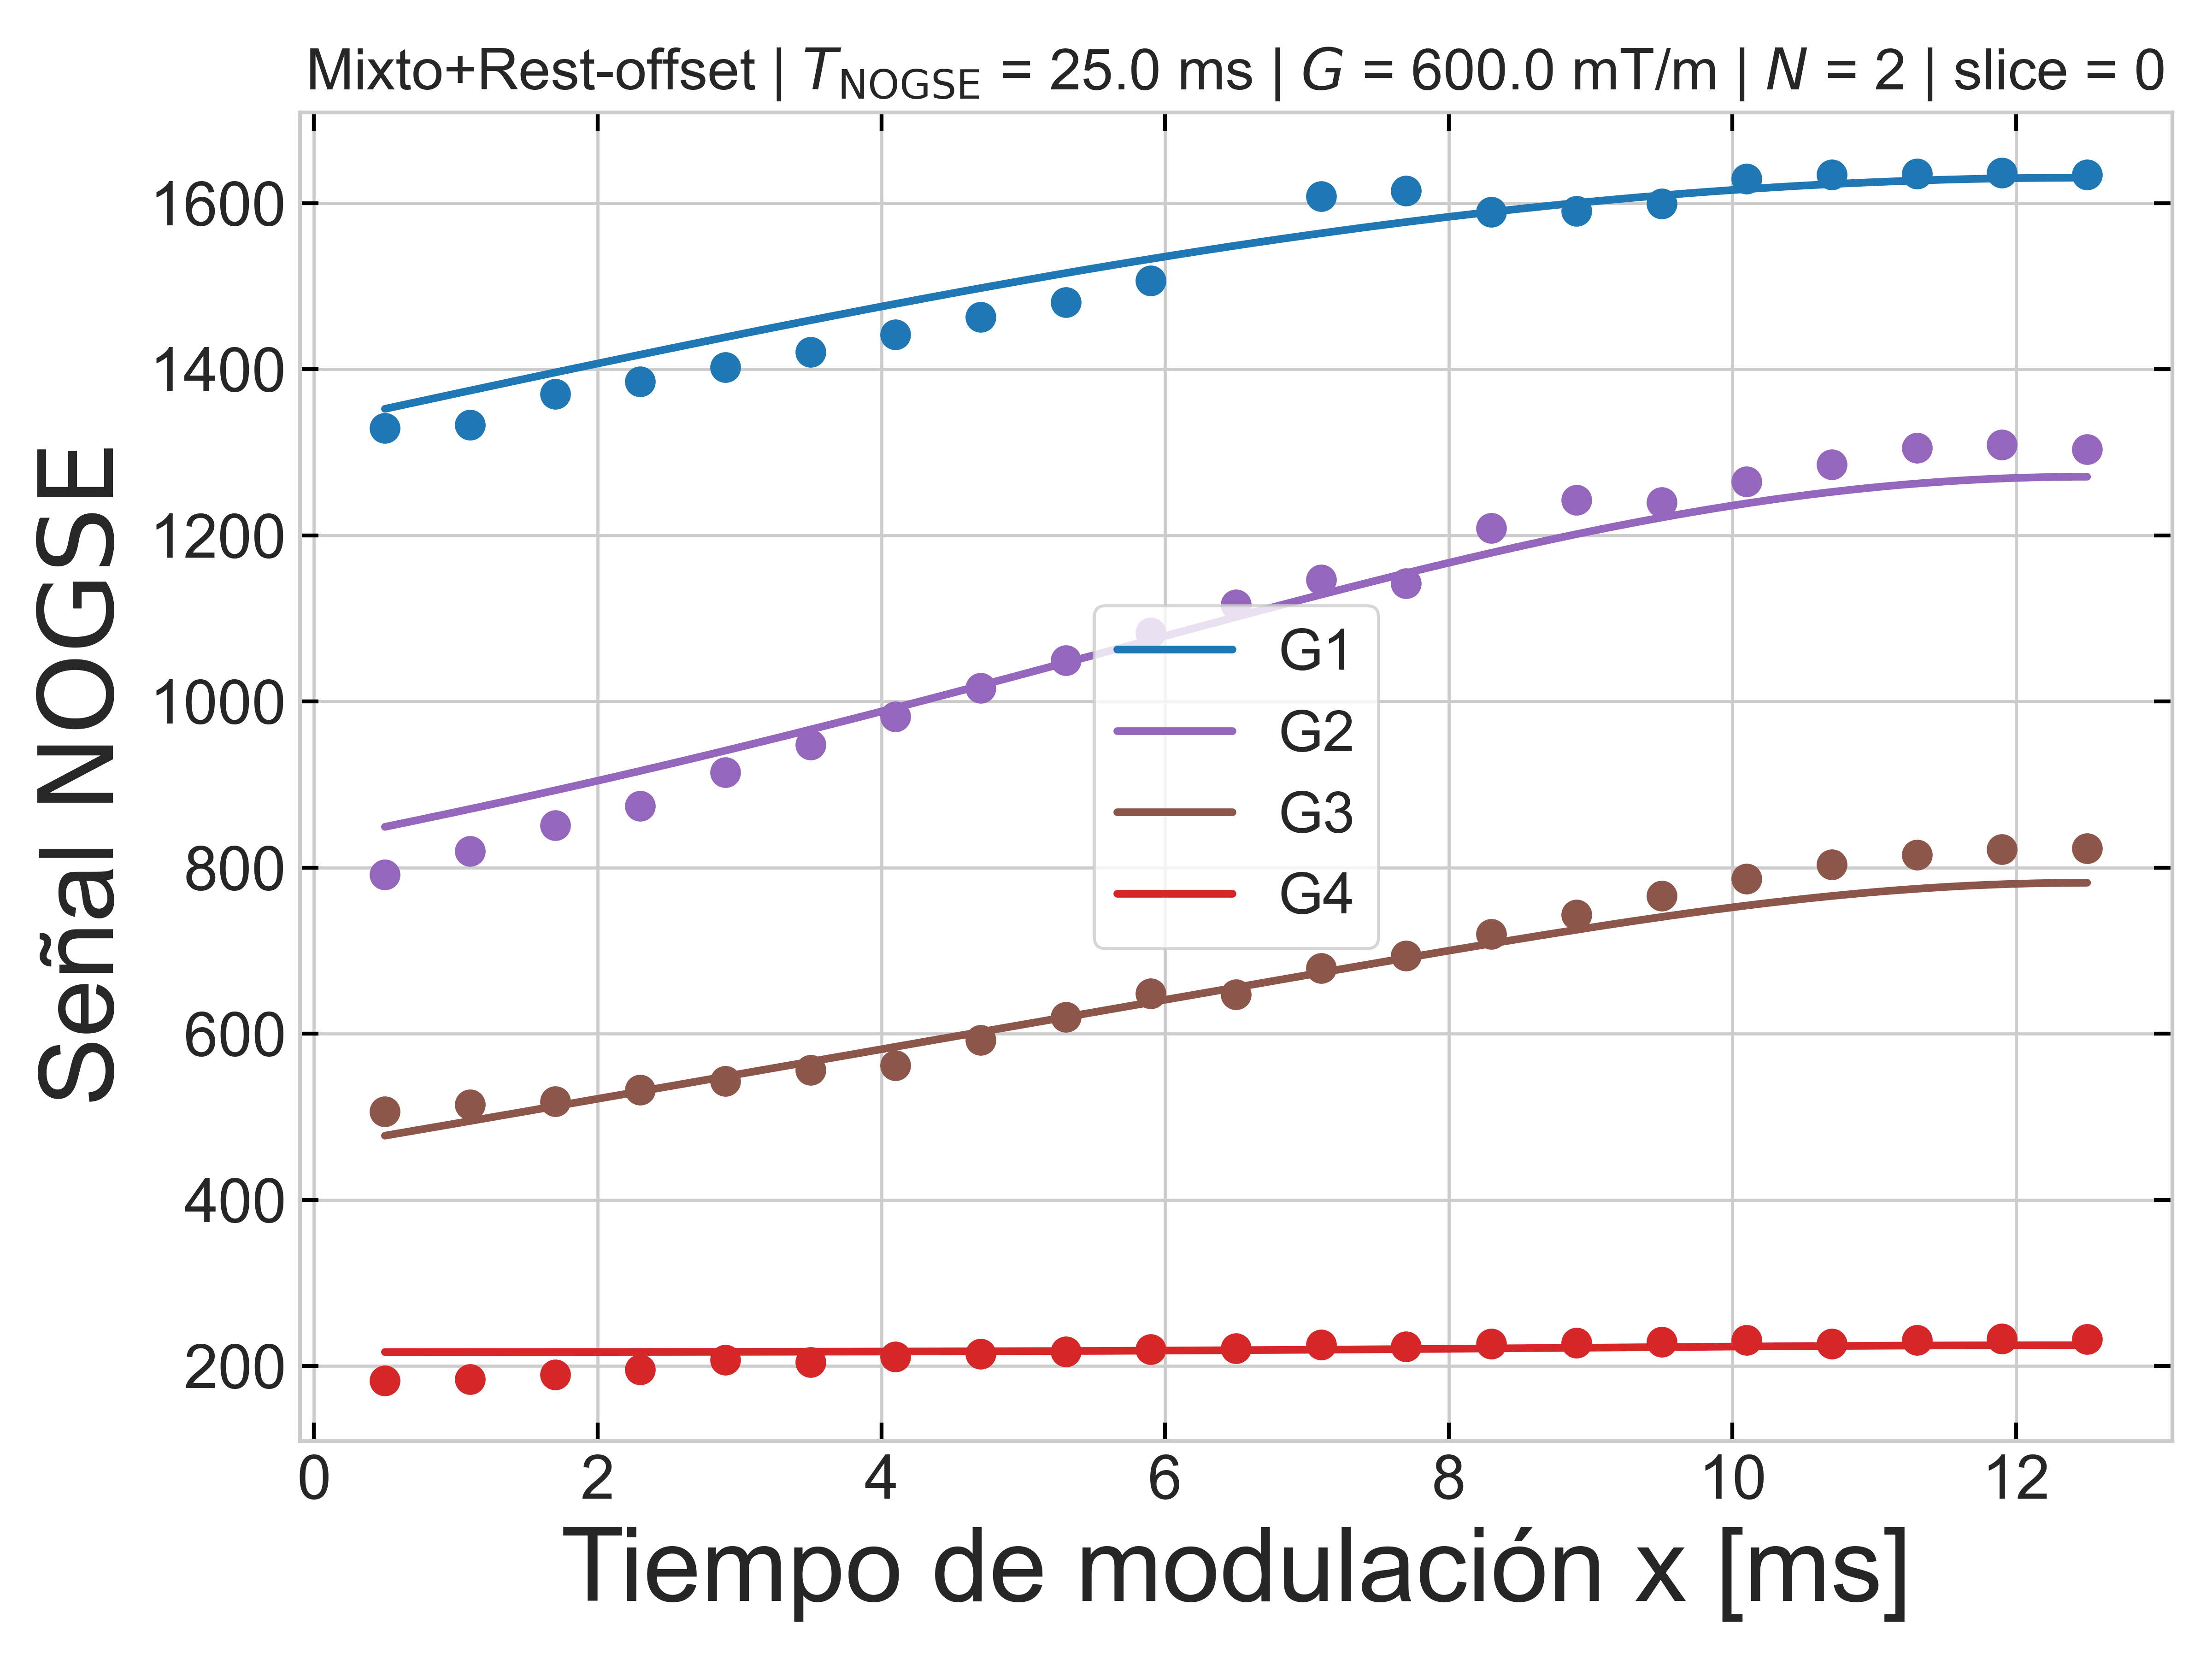 Mixto+Rest-offset | T_NOGSE = 25.0 ms | G = 600.0 mT/m | N = 2 | slice = 0
Señal NOGSE
1600
1400
1200
1000
800
600
400
200
G1
G2
G3
G4
0 2 4 6 8 10 12
Tiempo de modulación x [ms]